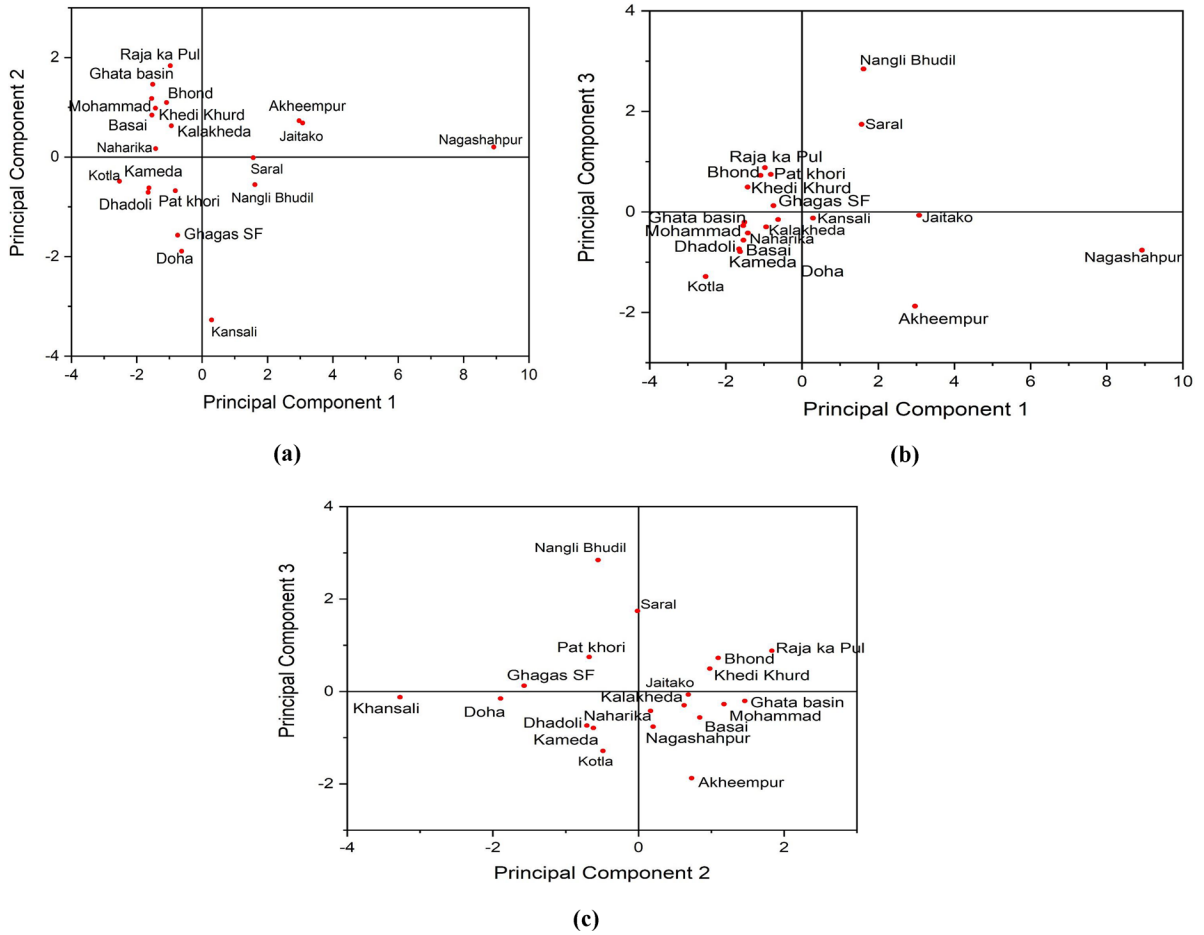 2
0
-2
-4
-4
-2
0
2
4
6
8
10
Principal Component 2
Principal Component 1
Raja ka Pul
Ghata basin
Bhond
Mohammad
Khedi Khurd
Basai
Kalakheda
Naharika
Akheempur
Jaitako
Nagashahpur
Kotla
Kameda
Saral
Dhadoli
Pat khori
Nangli Bhudil
Ghagas SF
Doha
Kansali
(a)
4
2
0
-2
-4
-2
0
2
4
6
8
10
Principal Component 3
Principal Component 1
Nangli Bhudil
Saral
Raja ka Pul
Bhond
Pat khori
Khedi Khurd
Ghagas SF
Ghata basin
Kansali
Jaitako
Mohammad
Kalakheda
Naharika
Dhadoli
Basai
Kameda
Doha
Nagashahpur
Kotla
Akheempur
(b)
4
2
0
-2
-4
-2
0
2
Principal Component 3
Principal Component 2
Nangli Bhudil
Saral
Pat khori
Raja ka Pul
Bhond
Ghagas SF
Khedi Khurd
Jaitako
Khansali
Doha
Kalakheda
Ghata basin
Dhadoli
Naharika
Mohammad
Kameda
Nagashahpur
Basai
Kotla
Akheempur
(c)